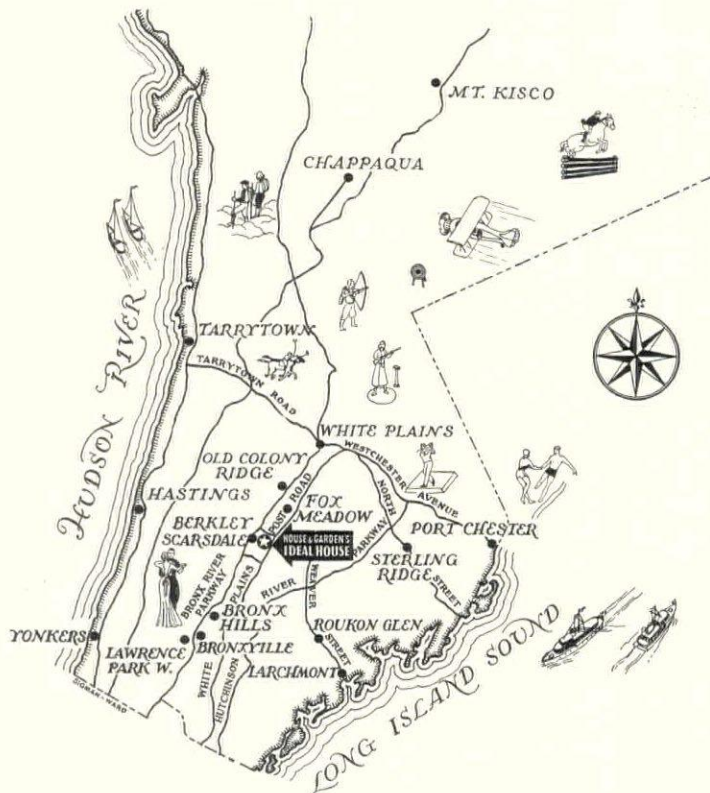 MT. KISCO
CHAPPAQUA
HUDSON RIVER
TARRYTOWN
TARRYTOWN ROAD
WHITE PLAINS
OLD COLONY
RIDGE
POST ROAD
WESTCHESTER AVENUE
HASTINGS
FOX
MEADOW
NORTH
STREET
BERKLEY
SCARSDALE
HOUSE & GARDEN'S
IDEAL HOUSE
PORT CHESTER
STERLING
RIDGE
BRONX RIVER
PARKWAY
WHITE PLAINS
HUTCHINSON RIVER PARKWAY
WEAVER
STREET
BRONX
HILLS
YONKERS
LAWRENCE
PARK W.
BRONXVILLE
ROUKON GLEN
LARCHMONT
SIGMAN-WARD
LONG ISLAND SOUND